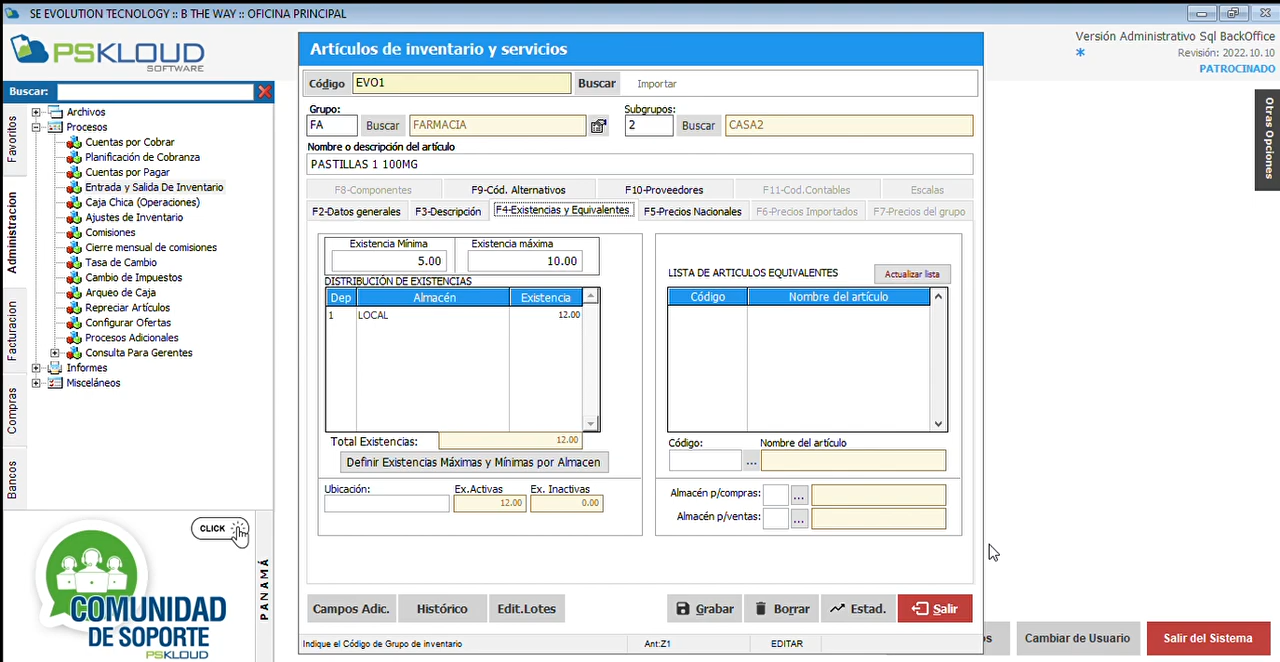 SE EVOLUTION TECNOLOGY :: B THE WAY :: OFICINA PRINCIPAL
PSKLOUD
SOFTWARE
Versión Administrativo Sql BackOffice
* Revisión: 2022.10.10
PATROCINADO
Otras Opciones
Buscar:
Favoritos
Administracion
Facturacion
Compras
Bancos
Archivos
Procesos
Cuentas por Cobrar
Planificación de Cobranza
Cuentas por Pagar
Entrada y Salida De Inventario
Caja Chica (Operaciones)
Ajustes de Inventario
Comisiones
Cierre mensual de comisiones
Tasa de Cambio
Cambio de Impuestos
Arqueo de Caja
Repreciar Artículos
Configurar Ofertas
Procesos Adicionales
Consulta Para Gerentes
Informes
Misceláneos
CLICK
COMUNIDAD
DE SOPORTE
PSKLOUD
PANAMÁ
Artículos de inventario y servicios
Código EVO1 Buscar Importar
Grupo: Subgrupos:
FA Buscar FARMACIA 2 Buscar CASA2
Nombre o descripción del artículo
PASTILLAS 1 100MG
F8-Componentes F9-Cód. Alternativos F10-Proveedores F11-Cod.Contables Escalas
F2-Datos generales F3-Descripción F4-Existencias y Equivalentes F5-Precios Nacionales F6-Precios Importados F7-Precios del grupo
Existencia Mínima Existencia máxima
5.00 10.00
DISTRIBUCIÓN DE EXISTENCIAS
Dep Almacén Existencia
1 LOCAL 12.00
Total Existencias: 12.00
Definir Existencias Máximas y Mínimas por Almacen
Ubicación: Ex.Activas Ex. Inactivas
12.00 0.00
LISTA DE ARTICULOS EQUIVALENTES Actualizar lista
Código Nombre del artículo
Código: Nombre del artículo
...
Almacén p/compras: ...
Almacén p/ventas: ...
Campos Adic. Histórico Edit.Lotes Grabar Borrar Estad. Salir
Indique el Código de Grupo de inventario Ant:Z1 EDITAR
os Cambiar de Usuario Salir del Sistema